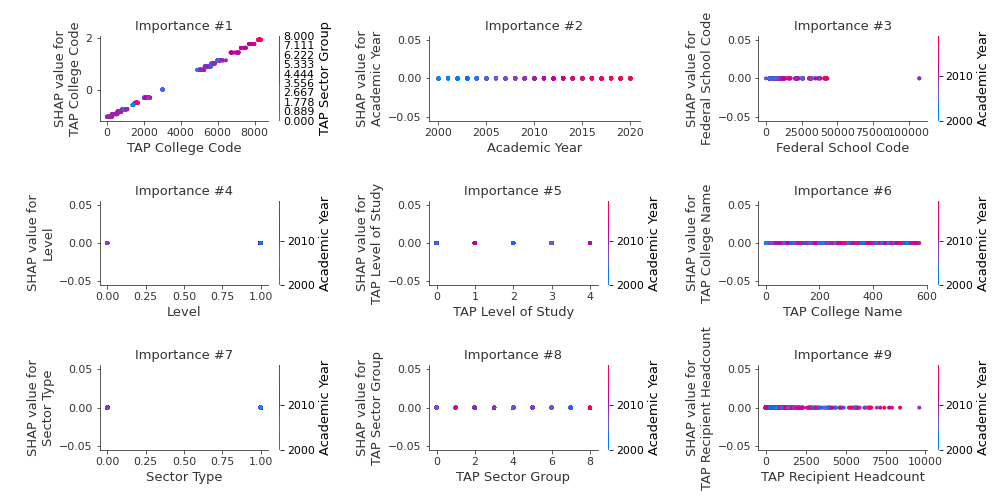 Importance #1
SHAP value for
TAP College Code
2
0
0
2000
4000
6000
8000
TAP College Code
8.000
7.111
6.222
5.333
4.444
3.556
2.667
1.778
0.889
0.000
TAP Sector Group
Importance #2
SHAP value for
Academic Year
0.05
0.00
−0.05
2000
2005
2010
2015
2020
Academic Year
Importance #3
SHAP value for
Federal School Code
0.05
0.00
−0.05
0
25000
50000
75000
100000
Federal School Code
2010
2000
Academic Year
Importance #4
SHAP value for
Level
0.05
0.00
−0.05
0.00
0.25
0.50
0.75
1.00
Level
2010
2000
Academic Year
Importance #5
SHAP value for
TAP Level of Study
0.05
0.00
−0.05
0
1
2
3
4
TAP Level of Study
2010
2000
Academic Year
Importance #6
SHAP value for
TAP College Name
0.05
0.00
−0.05
0
200
400
600
TAP College Name
2010
2000
Academic Year
Importance #7
SHAP value for
Sector Type
0.05
0.00
−0.05
0.00
0.25
0.50
0.75
1.00
Sector Type
2010
2000
Academic Year
Importance #8
SHAP value for
TAP Sector Group
0.05
0.00
−0.05
0
2
4
6
8
TAP Sector Group
2010
2000
Academic Year
Importance #9
SHAP value for
TAP Recipient Headcount
0.05
0.00
−0.05
0
2500
5000
7500
10000
TAP Recipient Headcount
2010
2000
Academic Year